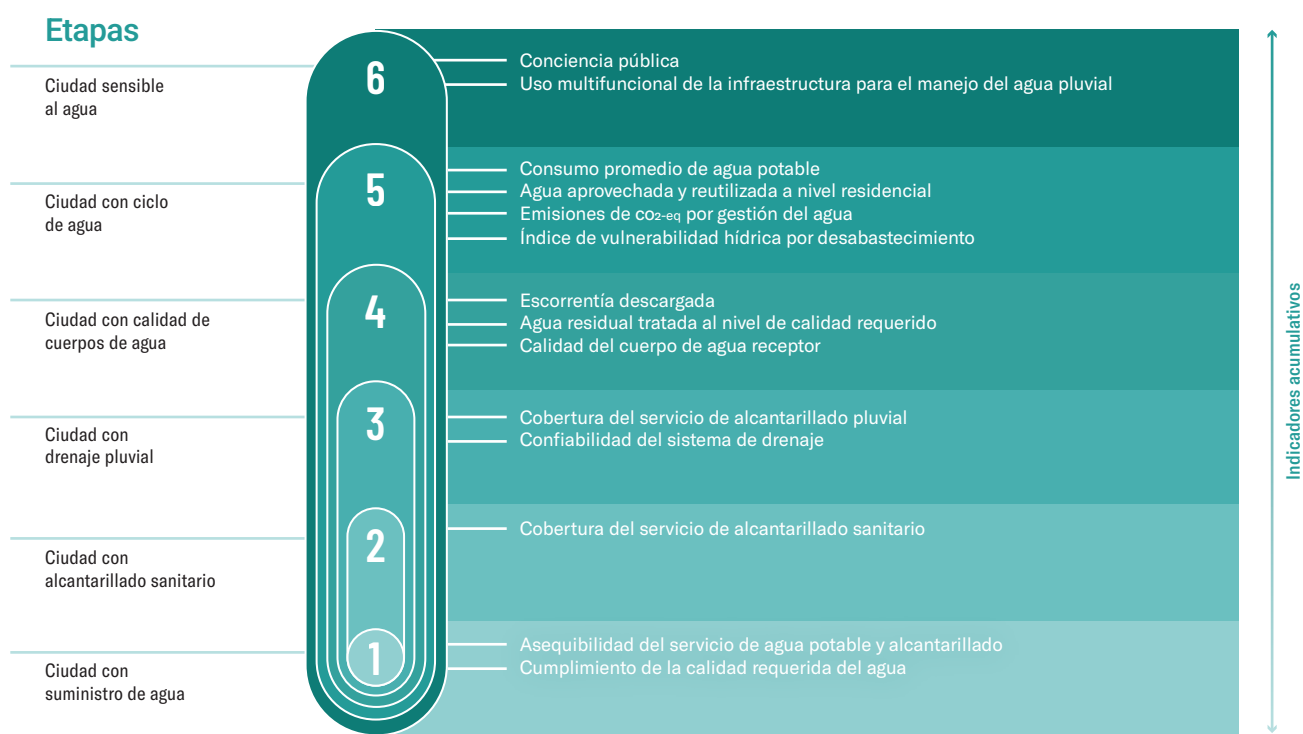 Etapas
6
Ciudad sensible
al agua
Conciencia pública
Uso multifuncional de la infraestructura para el manejo del agua pluvial
5
Ciudad con ciclo
de agua
Consumo promedio de agua potable
Agua aprovechada y reutilizada a nivel residencial
Emisiones de co2-eq por gestión del agua
Índice de vulnerabilidad hídrica por desabastecimiento
4
Ciudad con calidad de
cuerpos de agua
Escorrentía descargada
Agua residual tratada al nivel de calidad requerido
Calidad del cuerpo de agua receptor
3
Ciudad con
drenaje pluvial
Cobertura del servicio de alcantarillado pluvial
Confiabilidad del sistema de drenaje
2
Ciudad con
alcantarillado sanitario
Cobertura del servicio de alcantarillado sanitario
1
Ciudad con
suministro de agua
Asequibilidad del servicio de agua potable y alcantarillado
Cumplimiento de la calidad requerida del agua
Indicadores acumulativos